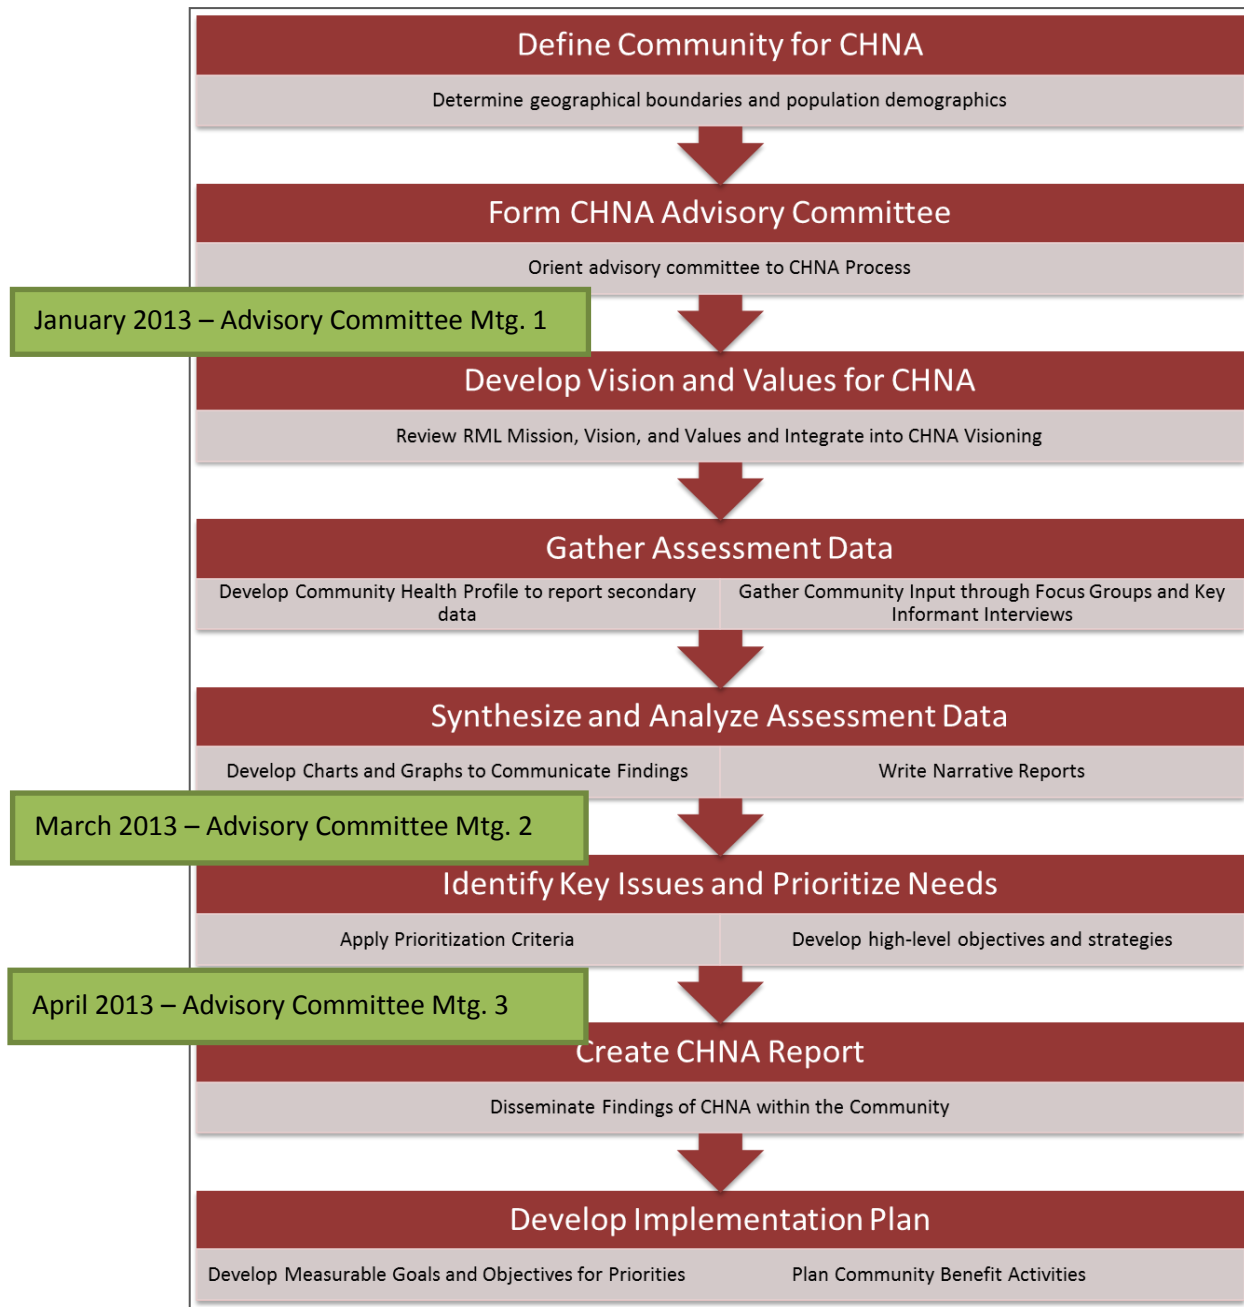 Define Community for CHNA
Determine geographical boundaries and population demographics
Form CHNA Advisory Committee
Orient advisory committee to CHNA Process
January 2013 – Advisory Committee Mtg. 1
Develop Vision and Values for CHNA
Review RML Mission, Vision, and Values and Integrate into CHNA Visioning
Gather Assessment Data
Develop Community Health Profile to report secondary
data
Gather Community Input through Focus Groups and Key
Informant Interviews
Synthesize and Analyze Assessment Data
Develop Charts and Graphs to Communicate Findings
Write Narrative Reports
March 2013 – Advisory Committee Mtg. 2
Identify Key Issues and Prioritize Needs
Apply Prioritization Criteria
Develop high-level objectives and strategies
April 2013 – Advisory Committee Mtg. 3
Create CHNA Report
Disseminate Findings of CHNA within the Community
Develop Implementation Plan
Develop Measurable Goals and Objectives for Priorities
Plan Community Benefit Activities